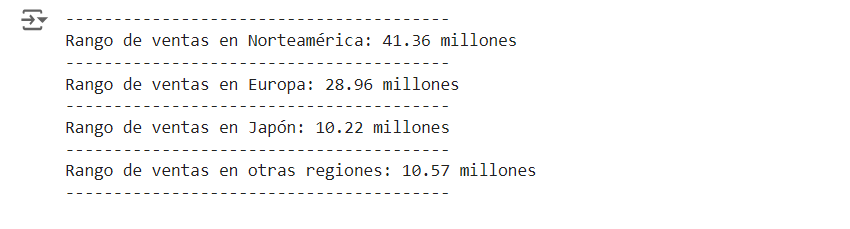 ----------------------------------------
Rango de ventas en Norteamérica: 41.36 millones
----------------------------------------
Rango de ventas en Europa: 28.96 millones
----------------------------------------
Rango de ventas en Japón: 10.22 millones
----------------------------------------
Rango de ventas en otras regiones: 10.57 millones
----------------------------------------